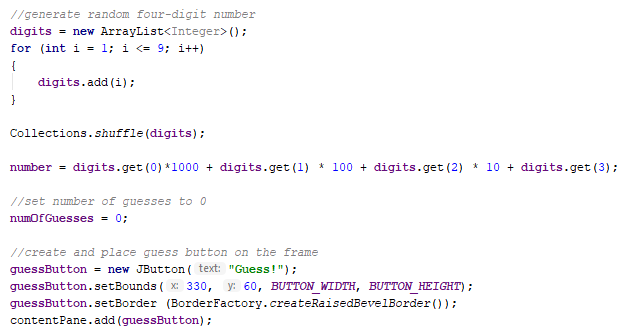 //generate random four-digit number
digits = new ArrayList<Integer>();
for (int i = 1; i <= 9; i++)
{
    digits.add(i);
}

Collections.shuffle(digits);

number = digits.get(0)*1000 + digits.get(1) * 100 + digits.get(2) * 10 + digits.get(3);

//set number of guesses to 0
numOfGuesses = 0;

//create and place guess button on the frame
guessButton = new JButton( text: "Guess!");
guessButton.setBounds( x: 330, y: 60, BUTTON_WIDTH, BUTTON_HEIGHT);
guessButton.setBorder (BorderFactory.createRaisedBevelBorder());
contentPane.add(guessButton);